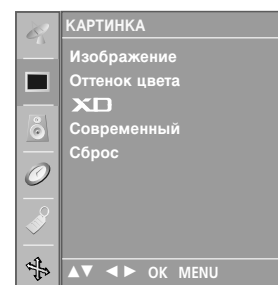 КАРТИНКА
Изображение
Оттенок цвета
XD
Современный
Сброс
▲▼ ◄► OK MENU